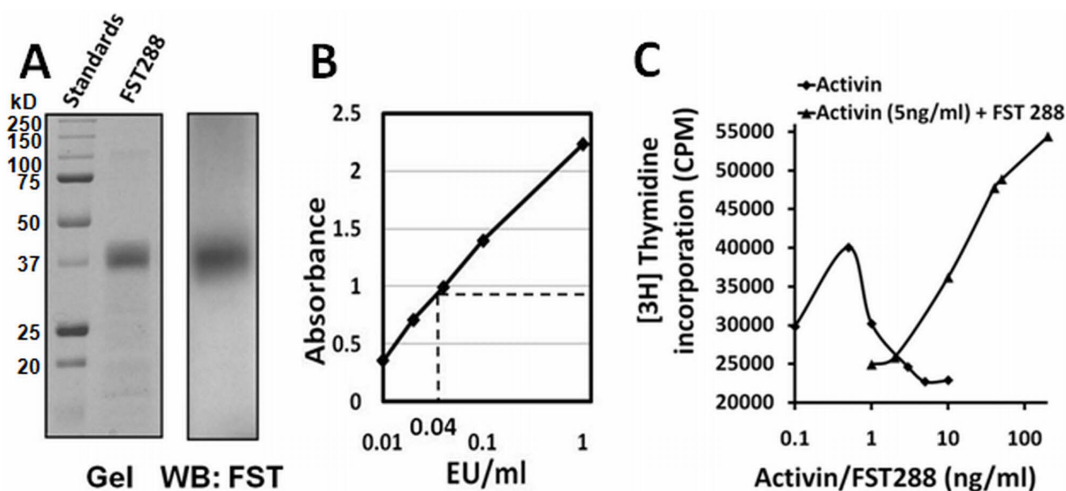 A
Standards
FST288
kD
250
150
100
75
50
37
25
20
Gel
WB: FST
B
Absorbance
2.5
2
1.5
1
0.5
0
0.01
0.04
0.1
1
EU/ml
C
Activin
Activin (5ng/ml) + FST 288
[3H] Thymidine
incorporation (CPM)
55000
50000
45000
40000
35000
30000
25000
20000
0.1
1
10
100
Activin/FST288 (ng/ml)